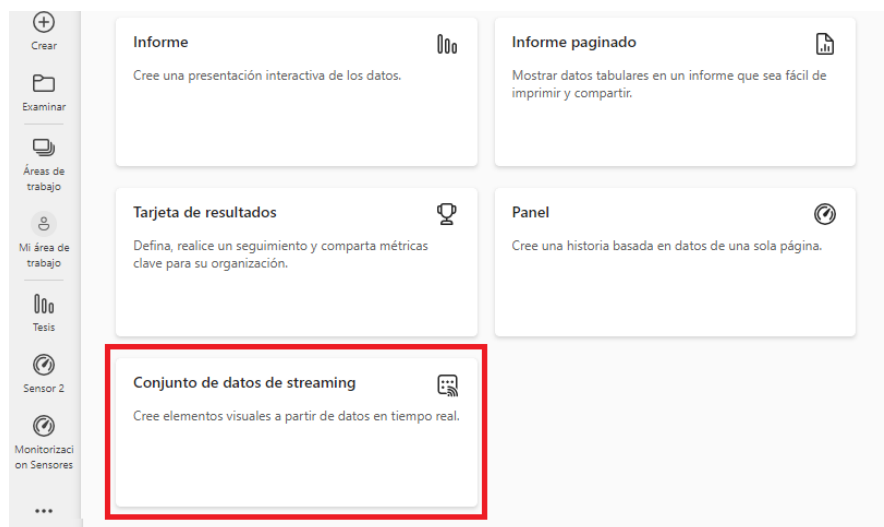 Crear
Examinar
Áreas de
trabajo
Mi área de
trabajo
Tesis
Sensor 2
Monitorizaci
on Sensores
Informe
Cree una presentación interactiva de los datos.
Informe paginado
Mostrar datos tabulares en un informe que sea fácil de
imprimir y compartir.
Tarjeta de resultados
Defina, realice un seguimiento y comparta métricas
clave para su organización.
Panel
Cree una historia basada en datos de una sola página.
Conjunto de datos de streaming
Cree elementos visuales a partir de datos en tiempo real.